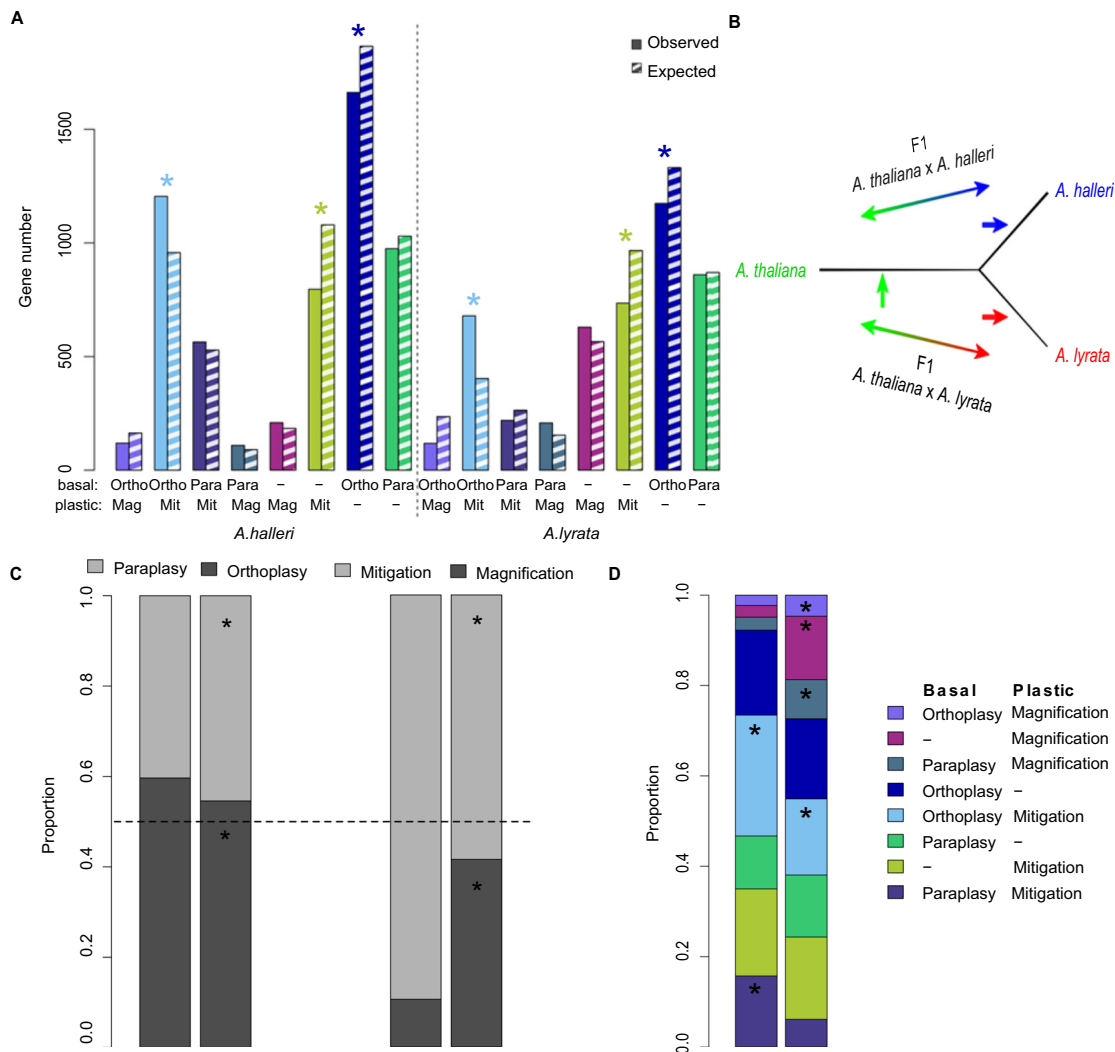 A
Observed
Expected
Gene number
1500
1000
500
0
basal: Ortho Ortho Para Para – – Ortho Para Ortho Ortho Para Para – – Ortho Para
plastic: Mag Mit Mit Mag Mag Mit – – Mag Mit Mit Mag Mag Mit – –
A.halleri A.lyrata
B
F1
A. thaliana x A. halleri
A. halleri
A. thaliana
A. lyrata
F1
A. thaliana x A. lyrata
C
Paraplasy Orthoplasy Mitigation Magnification
Proportion
1.0
0.8
0.6
0.4
0.2
0.0
D
Proportion
1.0
0.8
0.6
0.4
0.2
0.0
Basal Plastic
Orthoplasy Magnification
– Magnification
Paraplasy Magnification
Orthoplasy –
Orthoplasy Mitigation
Paraplasy –
– Mitigation
Paraplasy Mitigation